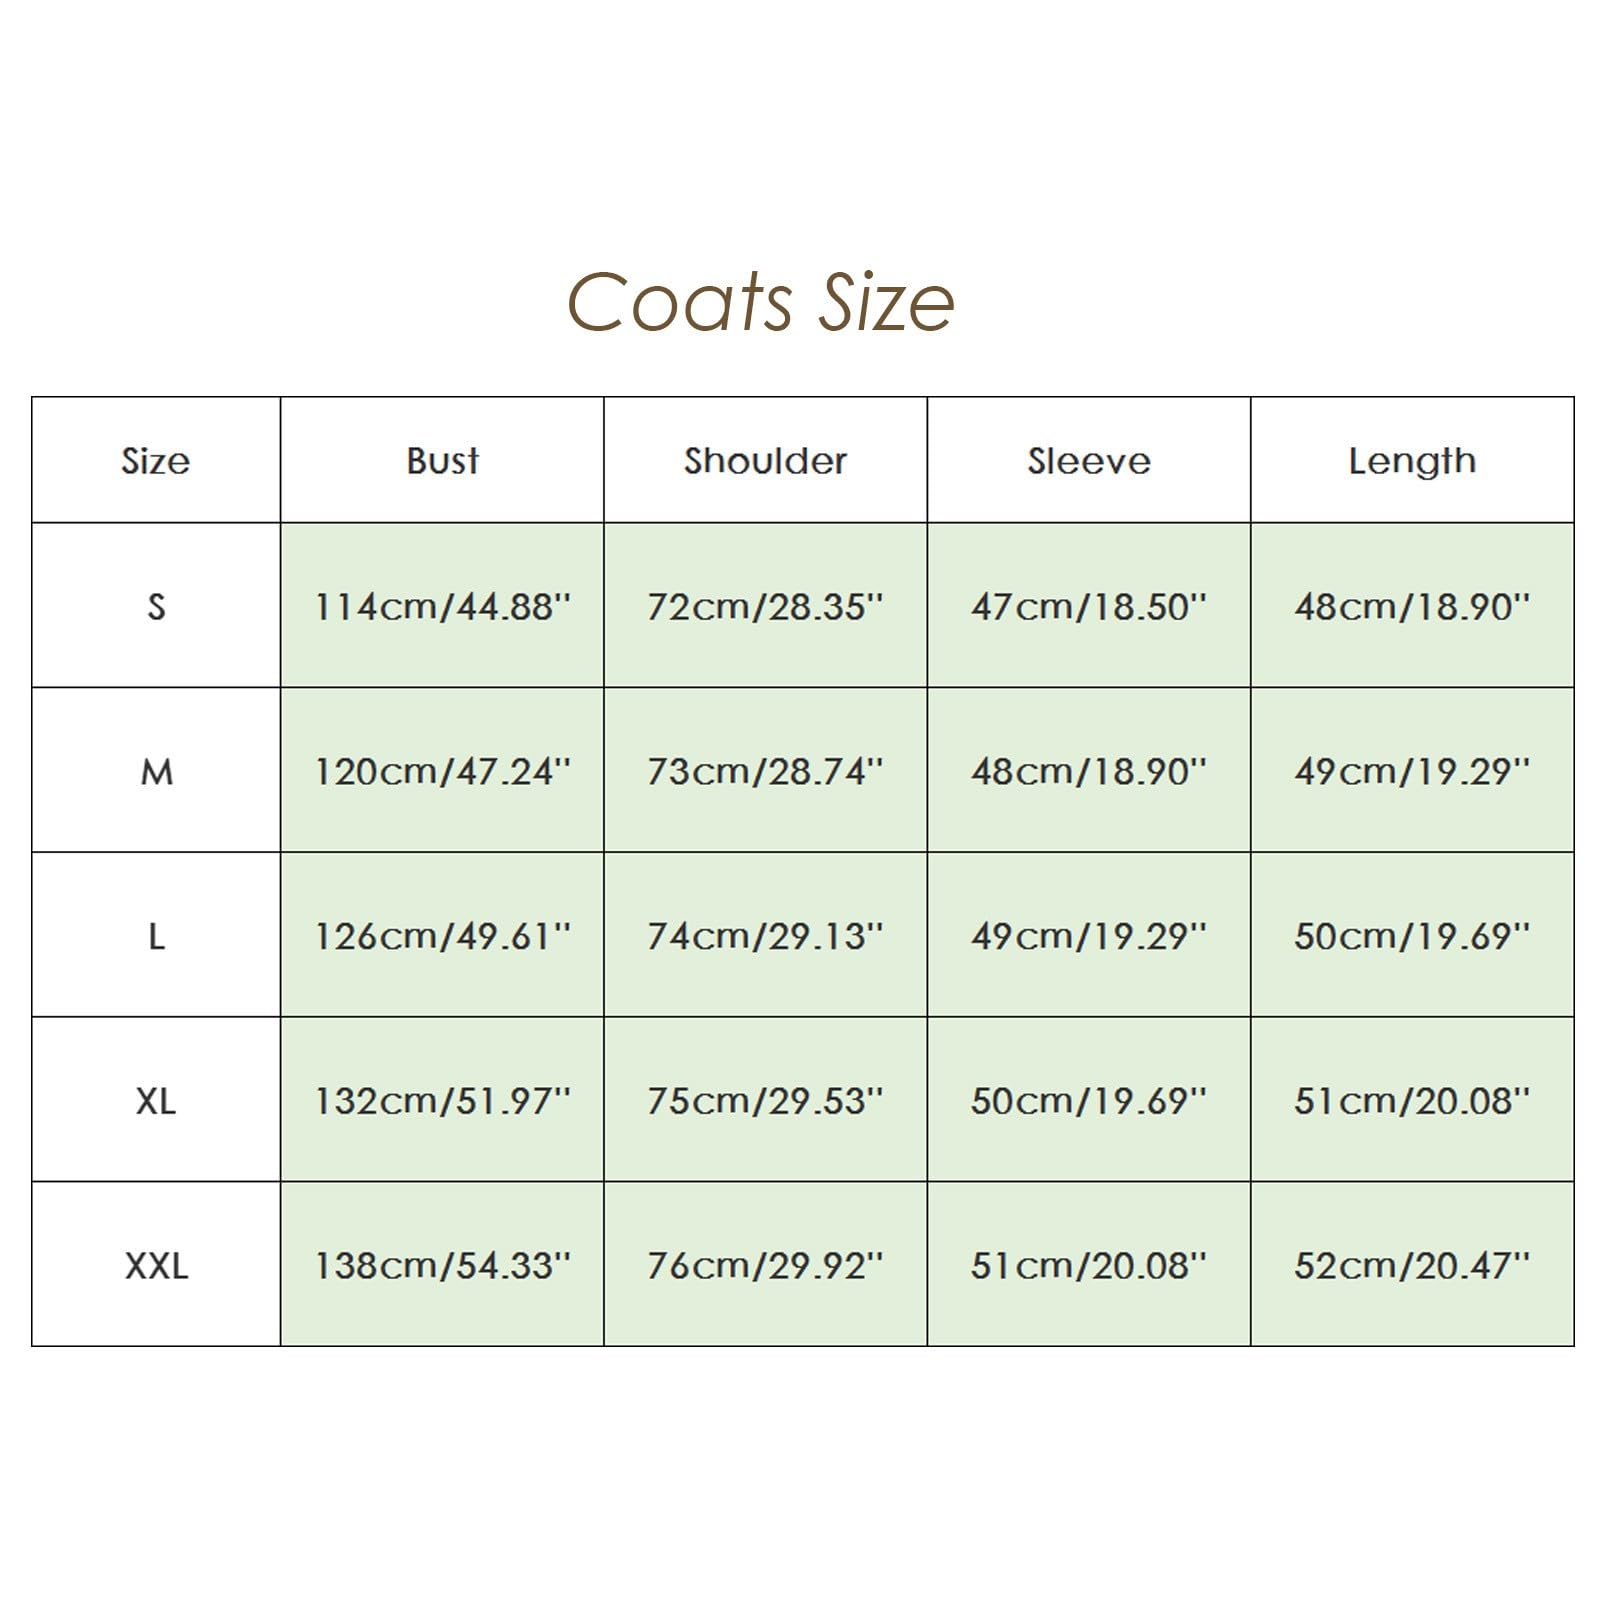 Coats Size
Size Bust Shoulder Sleeve Length
S 114cm/44.88'' 72cm/28.35'' 47cm/18.50'' 48cm/18.90''
M 120cm/47.24'' 73cm/28.74'' 48cm/18.90'' 49cm/19.29''
L 126cm/49.61'' 74cm/29.13'' 49cm/19.29'' 50cm/19.69''
XL 132cm/51.97'' 75cm/29.53'' 50cm/19.69'' 51cm/20.08''
XXL 138cm/54.33'' 76cm/29.92'' 51cm/20.08'' 52cm/20.47''